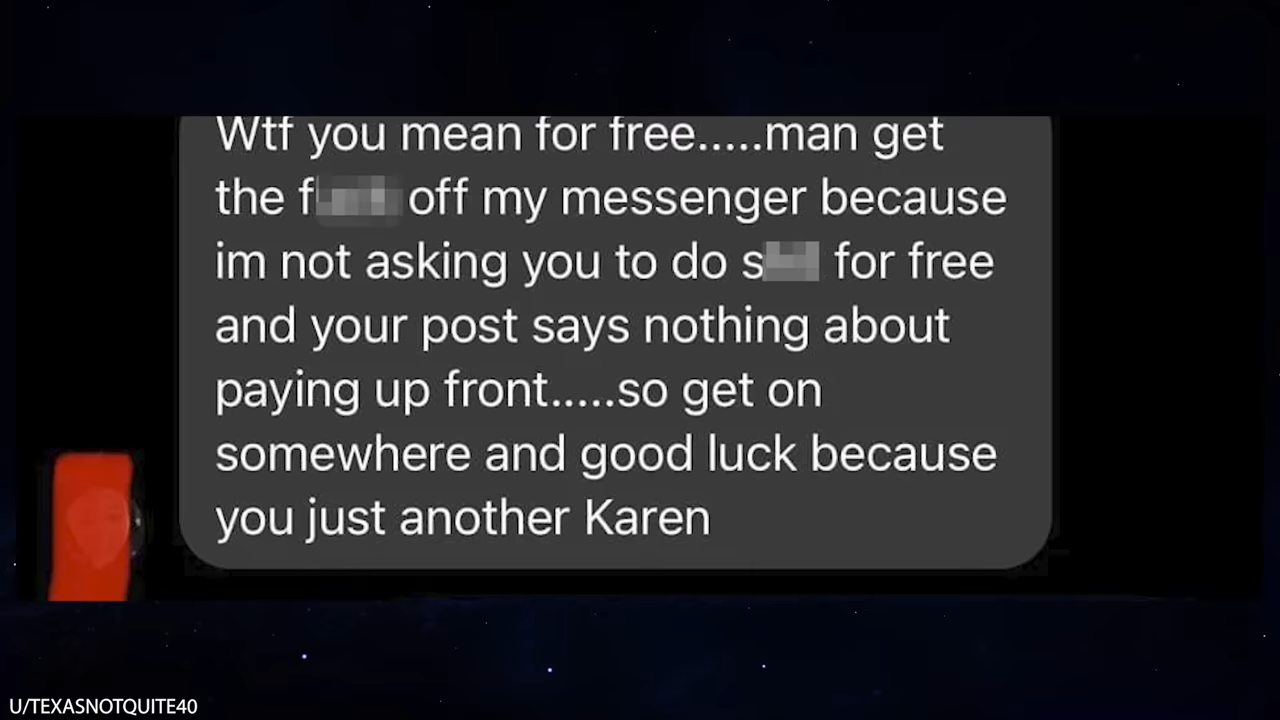 Wtf you mean for free.....man get
the f off my messenger because
im not asking you to do s for free
and your post says nothing about
paying up front.....so get on
somewhere and good luck because
you just another Karen
U/TEXASNOTQUITE40